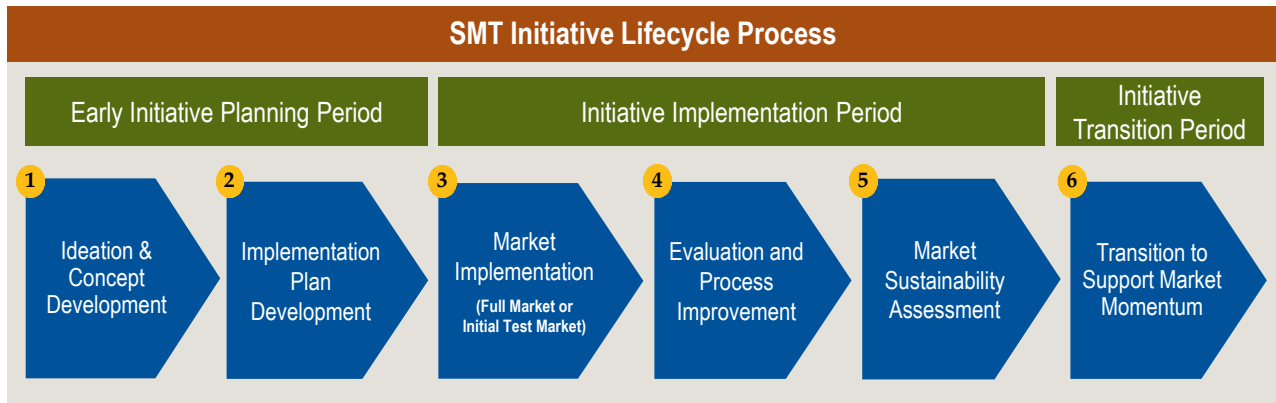 SMT Initiative Lifecycle Process
Early Initiative Planning Period
Initiative Implementation Period
Initiative
Transition Period
1
Ideation &
Concept
Development
2
Implementation
Plan
Development
3
Market
Implementation
(Full Market or
Initial Test Market)
4
Evaluation and
Process
Improvement
5
Market
Sustainability
Assessment
6
Transition to
Support Market
Momentum